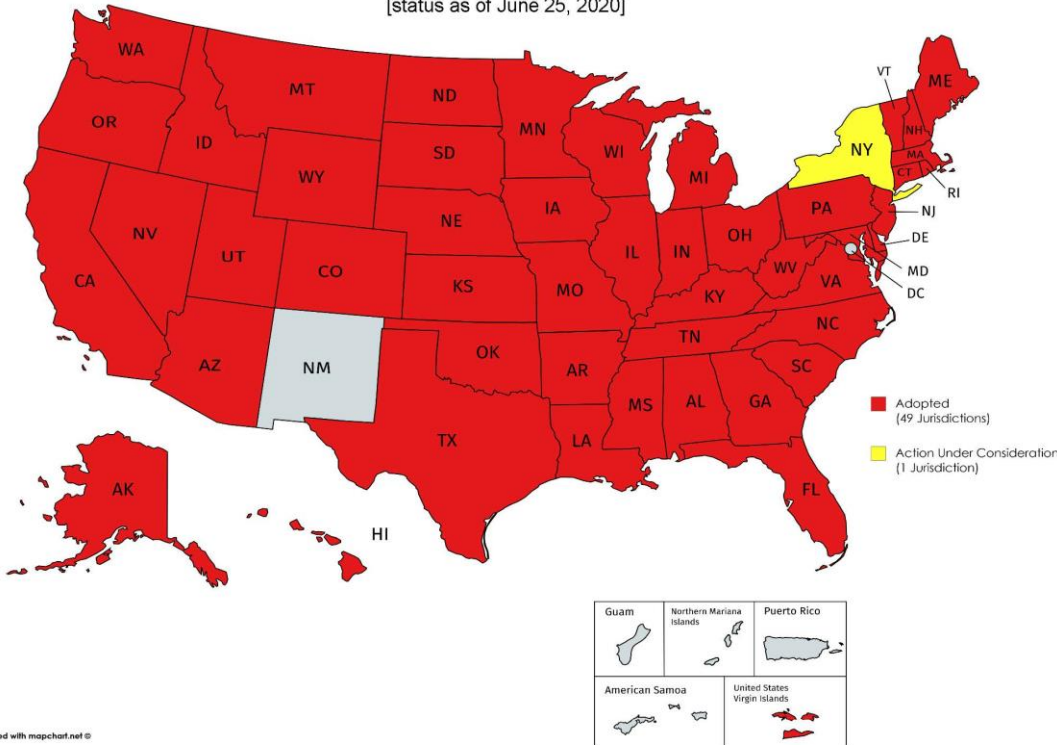 [status as of June 25, 2020]
WA
MT
ND
MN
VT
ME
OR
ID
SD
WI
MI
NY
NH
MA
CT
RI
WY
IA
NE
PA
NJ
NV
UT
CO
IL
IN
OH
DE
MD
DC
CA
KS
MO
WV
VA
KY
AZ
NM
OK
AR
TN
NC
SC
MS
AL
GA
TX
LA
FL
Adopted
(49 Jurisdictions)
Action Under Consideration
(1 Jurisdiction)
AK
HI
Guam
Northern Mariana
Islands
Puerto Rico
American Samoa
United States
Virgin Islands
with mapchart.net ©